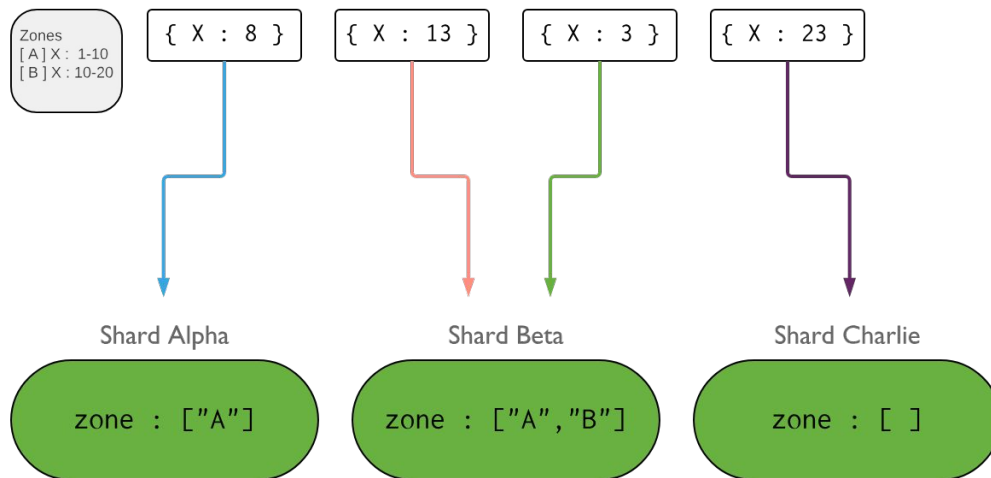 Zones
[ A ] X : 1-10
[ B ] X : 10-20
{ X : 8 }
{ X : 13 }
{ X : 3 }
{ X : 23 }
Shard Alpha
Shard Beta
Shard Charlie
zone : ["A"]
zone : ["A","B"]
zone : [ ]